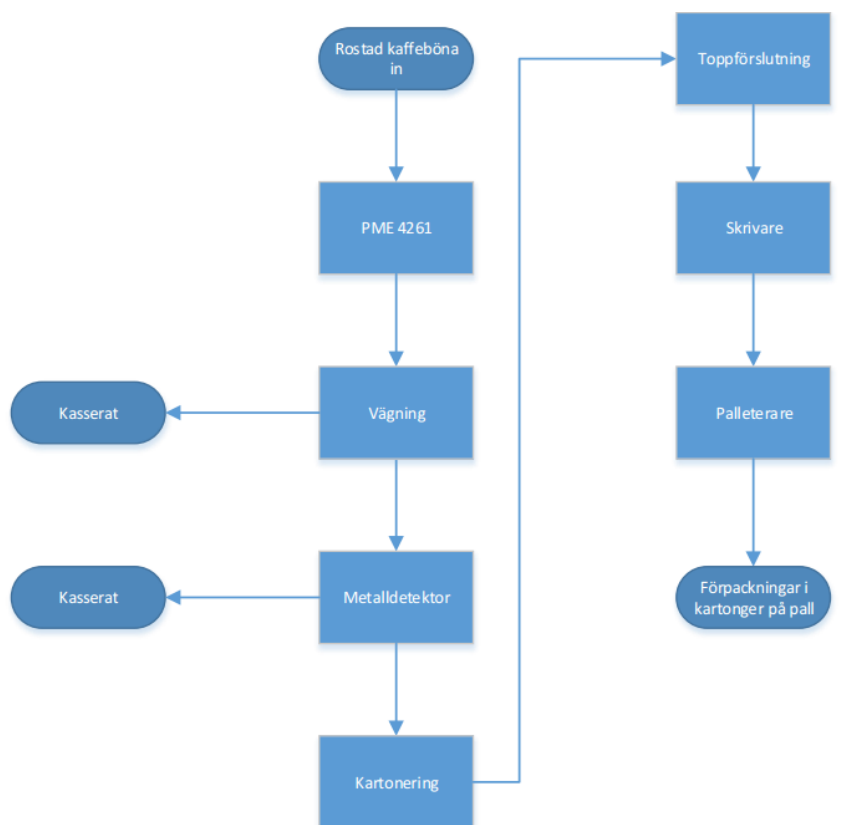 Rostad kaffeböna
in
PME 4261
Vägning
Kasserat
Metalldetektor
Kasserat
Kartonering
Toppförslutning
Skrivare
Palleterare
Förpackningar i
kartonger på pall